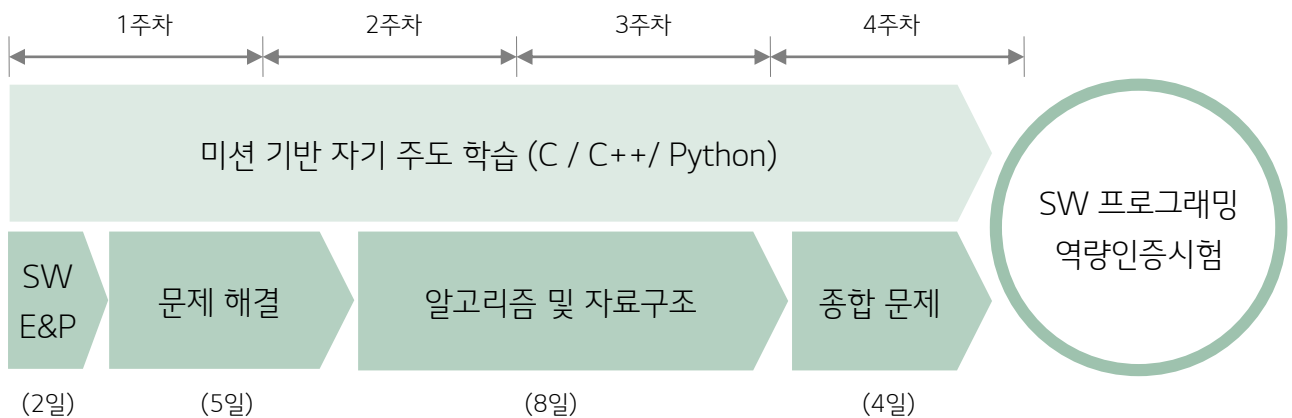 1주차 2주차 3주차 4주차
미션 기반 자기 주도 학습 (C / C++/ Python)
SW 프로그래밍
역량인증시험
SW
E&P
문제 해결
알고리즘 및 자료구조
종합 문제
(2일) (5일) (8일) (4일)